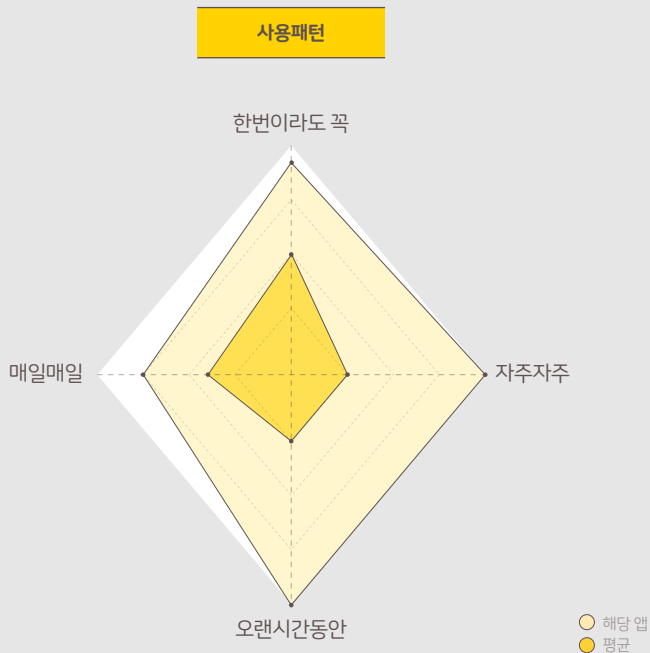 사용패턴
한번이라도 꼭
매일매일
자주자주
오랜시간동안
해당 앱
평균